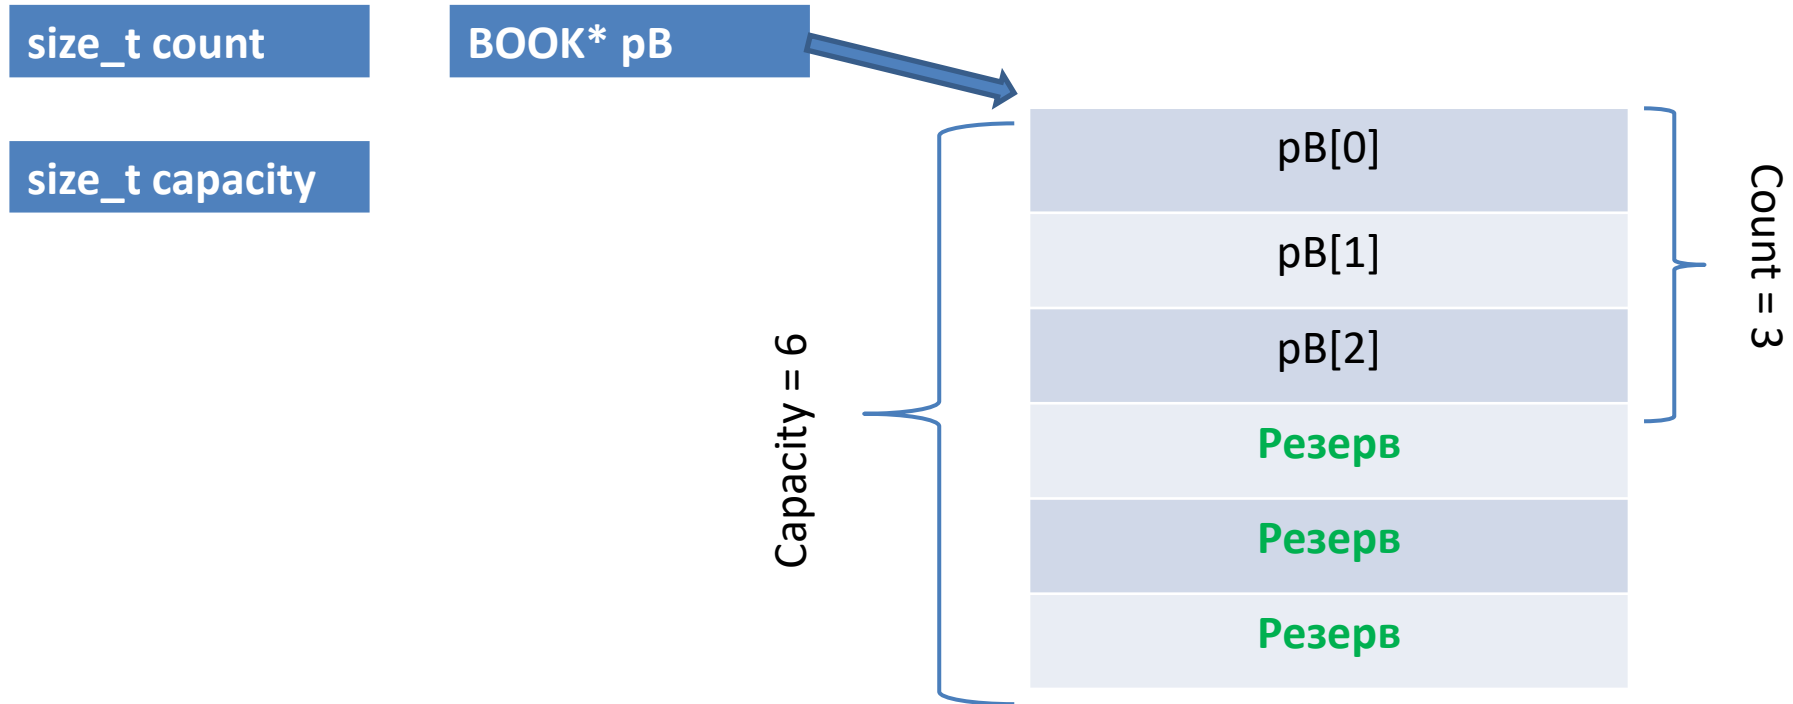 size_t count
BOOK* pB
size_t capacity
pB[0]
pB[1]
pB[2]
Резерв
Резерв
Резерв
Capacity = 6
Count = 3